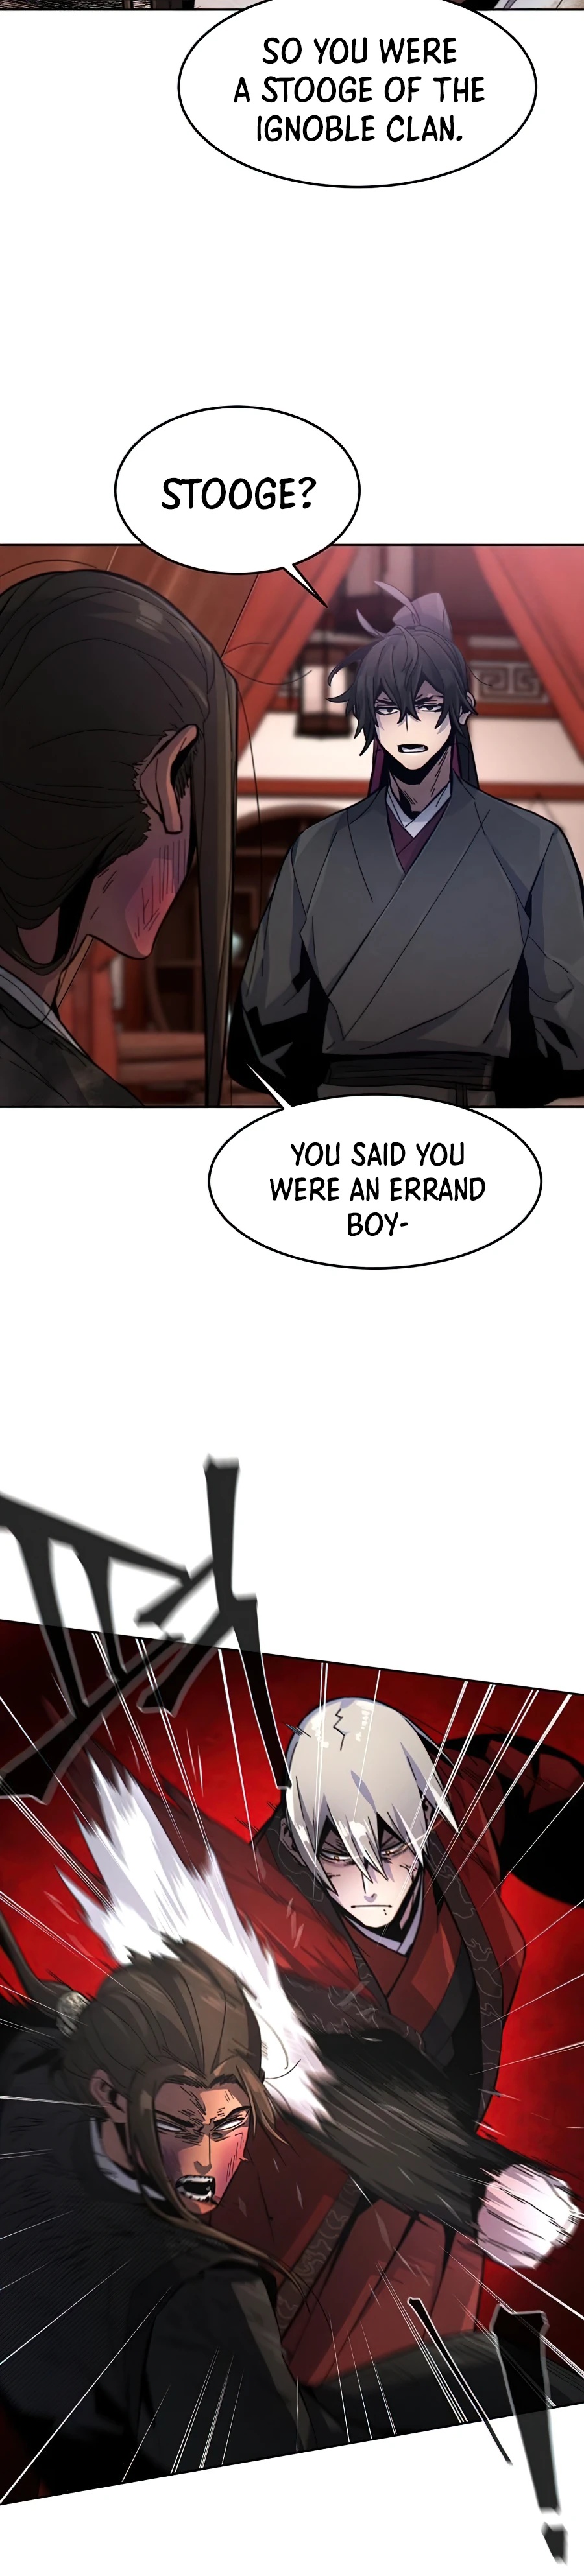 SO YOU WERE
A STOOGE OF THE
IGNOBLE CLAN.
STOOGE?
YOU SAID YOU
WERE AN ERRAND
BOY-